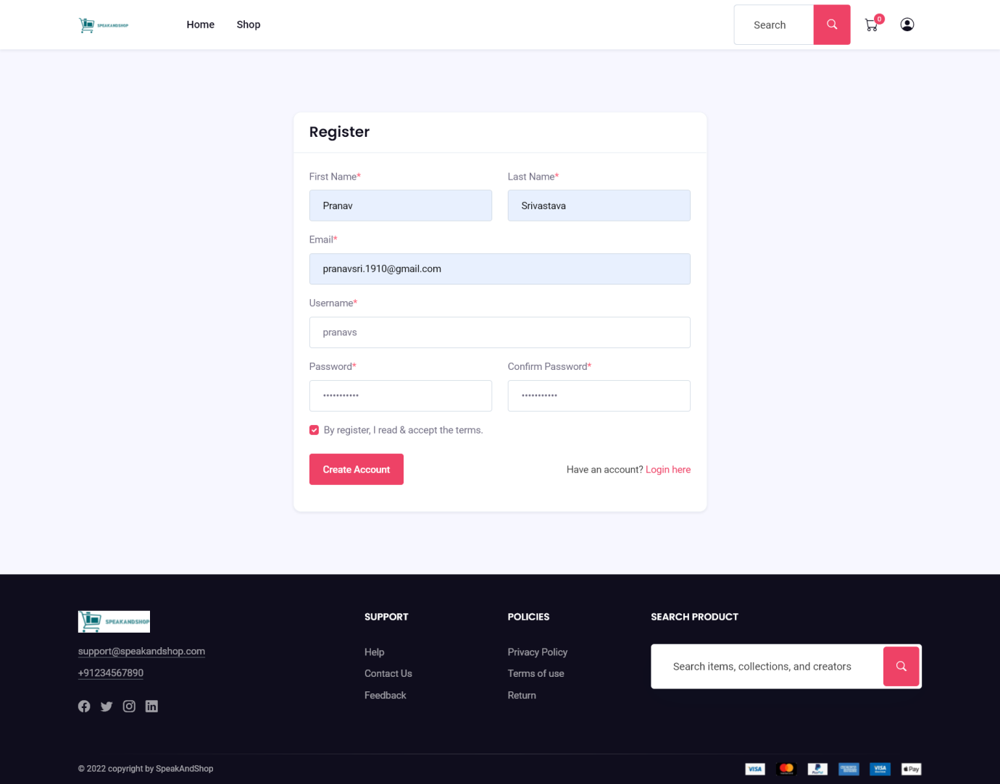 SPEAKANDSHOP
Home
Shop
Search
0
Register
First Name*
Last Name*
Pranav
Srivastava
Email*
pranavsri.1910@gmail.com
Username*
pranavs
Password*
Confirm Password*
•••••••••••
•••••••••••
By register, I read & accept the terms.
Create Account
Have an account? Login here
SPEAKANDSHOP
support@speakandshop.com
+91234567890
SUPPORT
Help
Contact Us
Feedback
POLICIES
Privacy Policy
Terms of use
Return
SEARCH PRODUCT
Search items, collections, and creators
© 2022 copyright by SpeakAndShop
VISA
PayPal
VISA
Pay